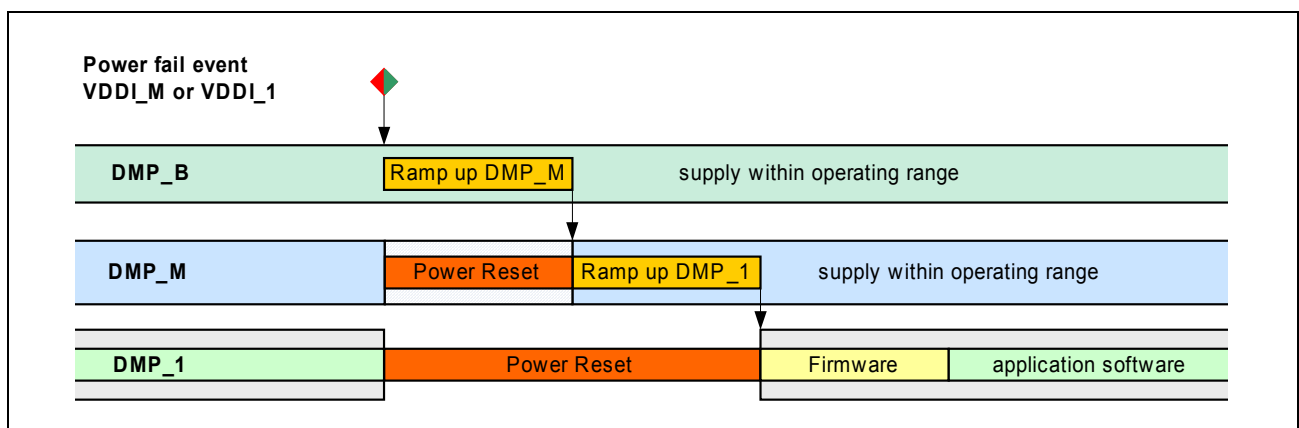 Power fail event
VDDI_M or VDDI_1
DMP_B Ramp up DMP_M supply within operating range
DMP_M Power Reset Ramp up DMP_1 supply within operating range
DMP_1 Power Reset Firmware application software